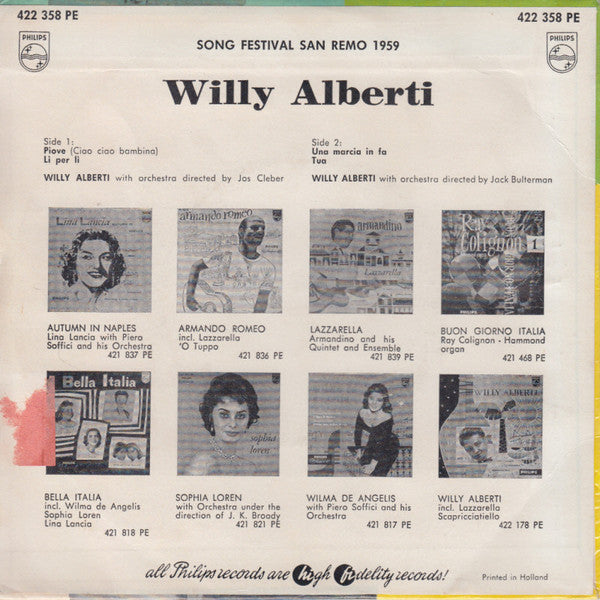 422 358 PE
422 358 PE
PHILIPS
PHILIPS
SONG FESTIVAL SAN REMO 1959
Willy Alberti
Side 1:
Piove (Ciao ciao bambina)
Li per lì
WILLY ALBERTI with orchestra directed by Jos Cleber
Side 2:
Una marcia in fa
Tua
WILLY ALBERTI with orchestra directed by Jack Bulterman
Lina Lancia
armando romeo
ARMANDINO
Lazzarella
Ray Colignon
1
AUTUMN IN NAPLES
Lina Lancia with Piero
Soffici and his Orchestra
421 837 PE
ARMANDO ROMEO
incl. Lazzarella
'O Tuppo
421 836 PE
LAZZARELLA
Armandino and his
Quintet and Ensemble
421 839 PE
BUON GIORNO ITALIA
Ray Colignon - Hammond
organ
421 468 PE
Bella Italia
sophia
loren
WILLY
ALBERTI
PHILIPS
BELLA ITALIA
incl. Wilma de Angelis
Sophia Loren
Lina Lancia
421 818 PE
SOPHIA LOREN
with Orchestra under the
direction of J. K. Broady
421 821 PE
WILMA DE ANGELIS
with Piero Soffici and his
Orchestra
421 817 PE
WILLY ALBERTI
incl. Lazzarella
Scapricciatiello
422 178 PE
all Philips records are high fidelity records!
Printed in Holland